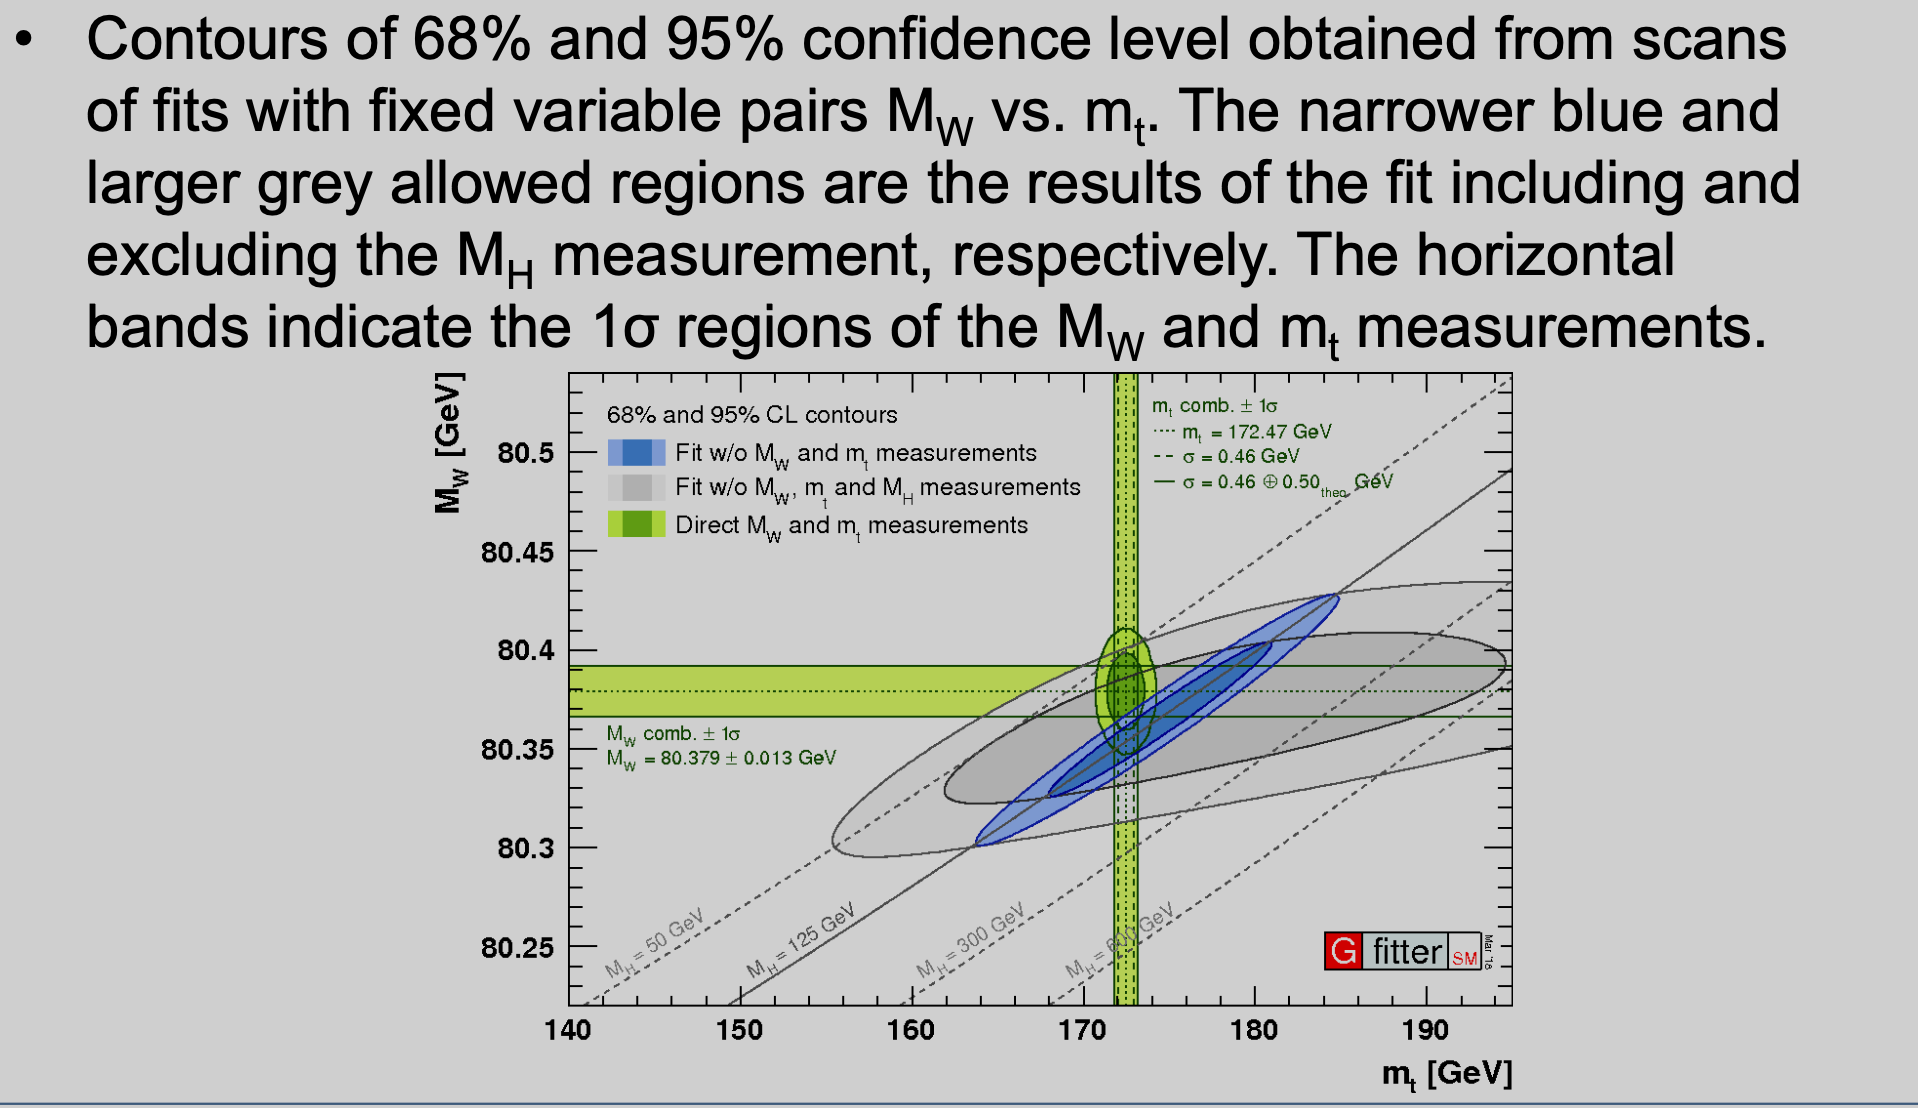 • Contours of 68% and 95% confidence level obtained from scans
of fits with fixed variable pairs M_W vs. m_t. The narrower blue and
larger grey allowed regions are the results of the fit including and
excluding the M_H measurement, respectively. The horizontal
bands indicate the 1σ regions of the M_W and m_t measurements.
M_W [GeV]
80.5
80.45
80.4
80.35
80.3
80.25
68% and 95% CL contours
Fit w/o M_W and m_t measurements
Fit w/o M_W, m_t and M_H measurements
Direct M_W and m_t measurements
m_t comb. ± 1σ
m_t = 172.47 GeV
σ = 0.46 GeV
σ = 0.46 ⊕ 0.50_theo GeV
M_W comb. ± 1σ
M_W = 80.379 ± 0.013 GeV
M_H = 50 GeV
M_H = 125 GeV
M_H = 300 GeV
M_H = 600 GeV
G fitter SM
Mar '18
140 150 160 170 180 190
m_t [GeV]